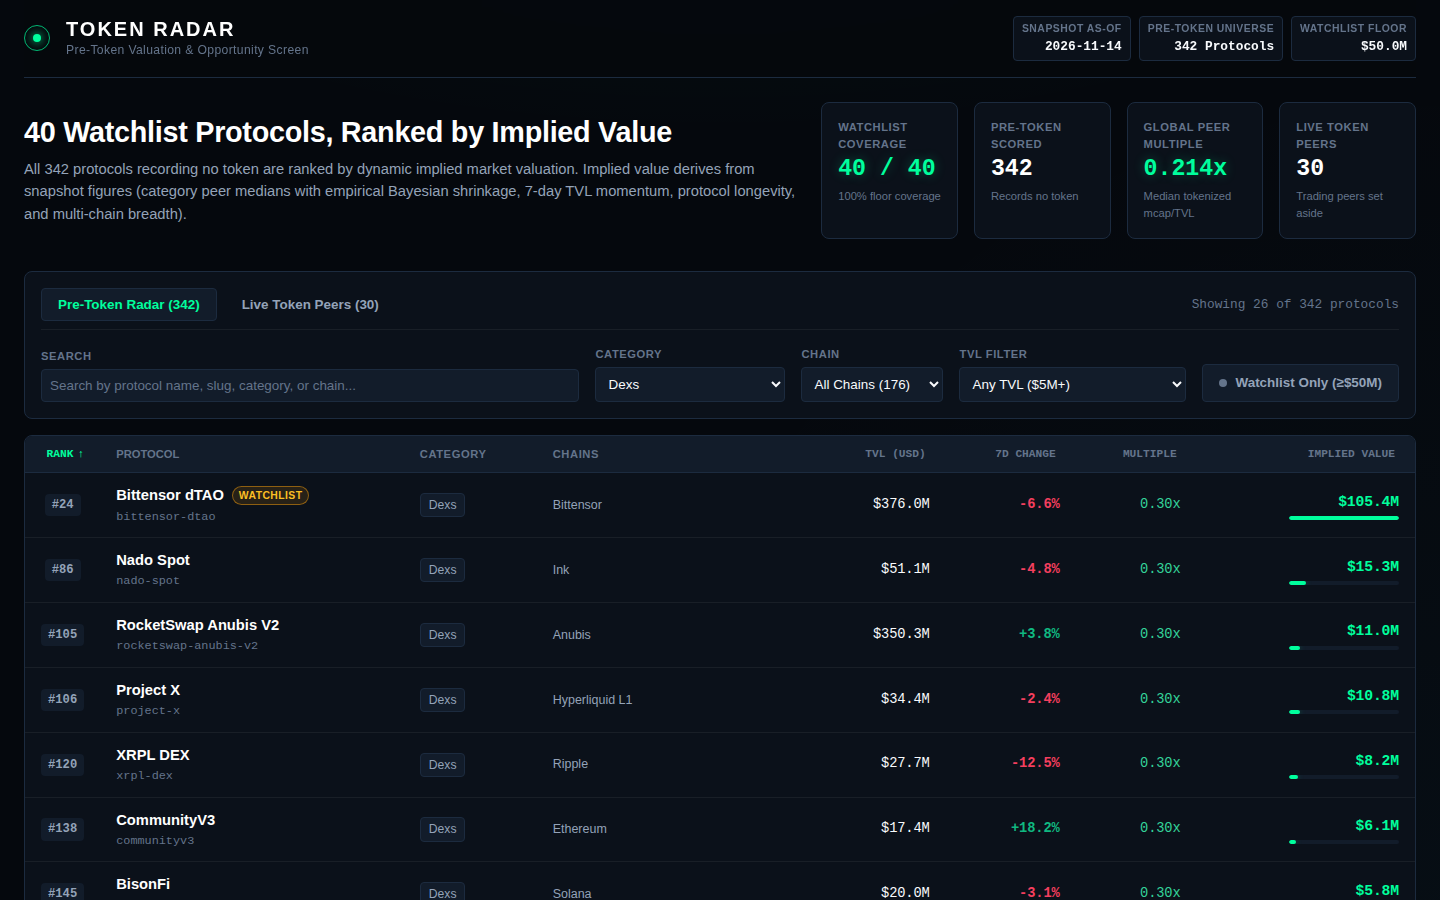 TOKEN RADAR
Pre-Token Valuation & Opportunity Screen
SNAPSHOT AS-OF
2026-11-14
PRE-TOKEN UNIVERSE
342 Protocols
WATCHLIST FLOOR
$50.0M
40 Watchlist Protocols, Ranked by Implied Value
All 342 protocols recording no token are ranked by dynamic implied market valuation. Implied value derives from
snapshot figures (category peer medians with empirical Bayesian shrinkage, 7-day TVL momentum, protocol longevity,
and multi-chain breadth).
WATCHLIST
COVERAGE
40 / 40
100% floor coverage
PRE-TOKEN
SCORED
342
Records no token
GLOBAL PEER
MULTIPLE
0.214x
Median tokenized
mcap/TVL
LIVE TOKEN
PEERS
30
Trading peers set
aside
Pre-Token Radar (342)
Live Token Peers (30)
Showing 26 of 342 protocols
SEARCH
Search by protocol name, slug, category, or chain...
CATEGORY
Dexs
CHAIN
All Chains (176)
TVL FILTER
Any TVL ($5M+)
Watchlist Only (≥$50M)
RANK ↑ PROTOCOL CATEGORY CHAINS TVL (USD) 7D CHANGE MULTIPLE IMPLIED VALUE
#24 Bittensor dTAO WATCHLIST Dexs Bittensor $376.0M -6.6% 0.30x $105.4M
bittensor-dtao
#86 Nado Spot Dexs Ink $51.1M -4.8% 0.30x $15.3M
nado-spot
#105 RocketSwap Anubis V2 Dexs Anubis $350.3M +3.8% 0.30x $11.0M
rocketswap-anubis-v2
#106 Project X Dexs Hyperliquid L1 $34.4M -2.4% 0.30x $10.8M
project-x
#120 XRPL DEX Dexs Ripple $27.7M -12.5% 0.30x $8.2M
xrpl-dex
#138 CommunityV3 Dexs Ethereum $17.4M +18.2% 0.30x $6.1M
communityv3
#145 BisonFi Dexs Solana $20.0M -3.1% 0.30x $5.8M